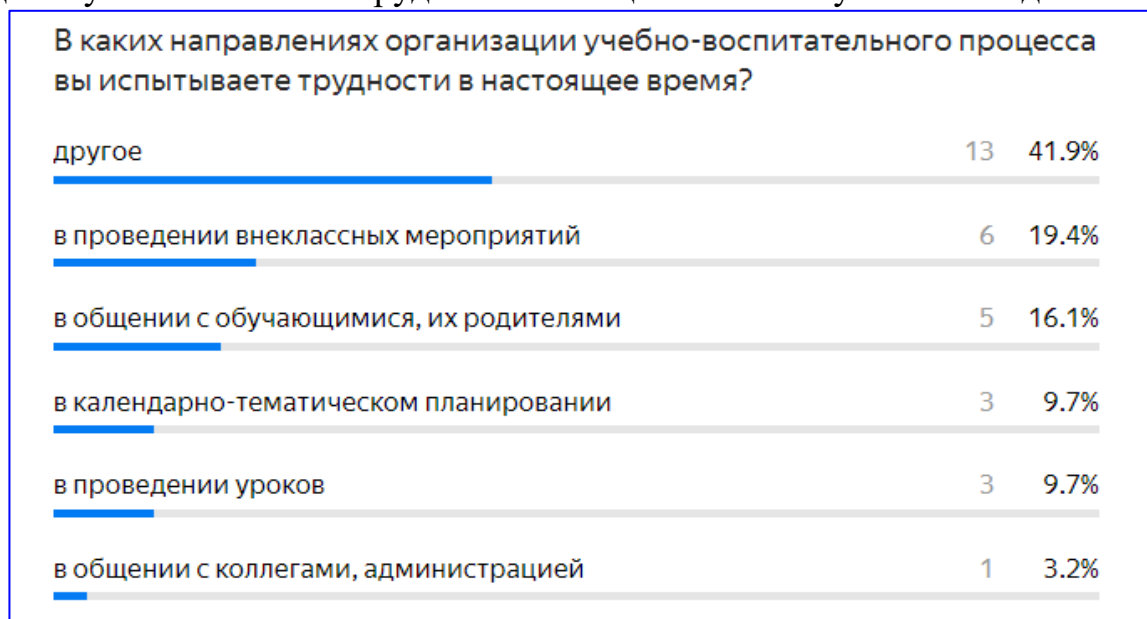 В каких направлениях организации учебно-воспитательного процесса
вы испытываете трудности в настоящее время?
другое 13 41.9%
в проведении внеклассных мероприятий 6 19.4%
в общении с обучающимися, их родителями 5 16.1%
в календарно-тематическом планировании 3 9.7%
в проведении уроков 3 9.7%
в общении с коллегами, администрацией 1 3.2%